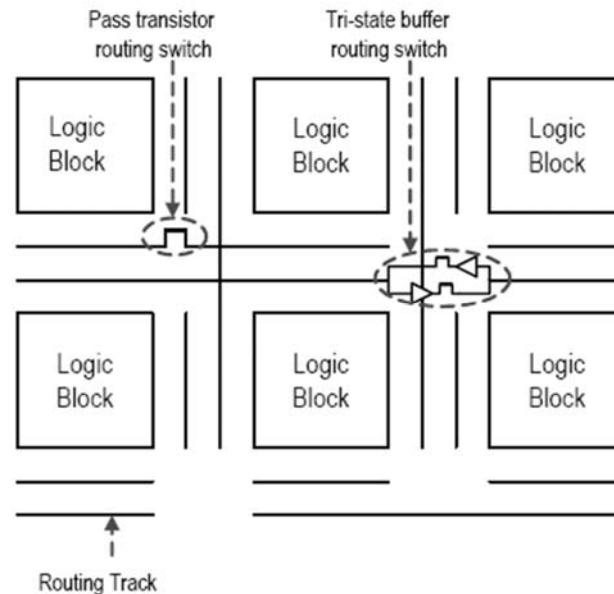 Pass transistor
routing switch
Tri-state buffer
routing switch
Logic
Block
Logic
Block
Logic
Block
Logic
Block
Logic
Block
Logic
Block
Routing Track